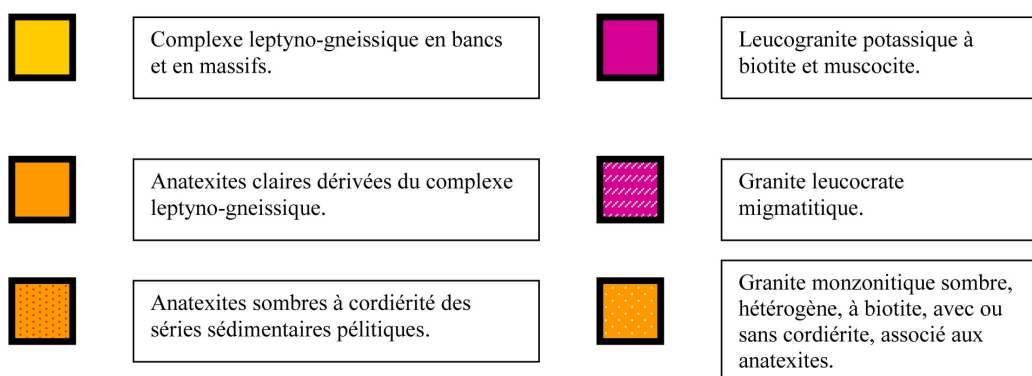 Complexe leptyno-gneissique en bancs
et en massifs.
Leucogranite potassique à
biotite et muscocite.
Anatexites claires dérivées du complexe
leptyno-gneissique.
Granite leucocrate
migmatitique.
Anatexites sombres à cordiérité des
séries sédimentaires pélitiques.
Granite monzonitique sombre,
hétérogène, à biotite, avec ou
sans cordiérite, associé aux
anatexites.